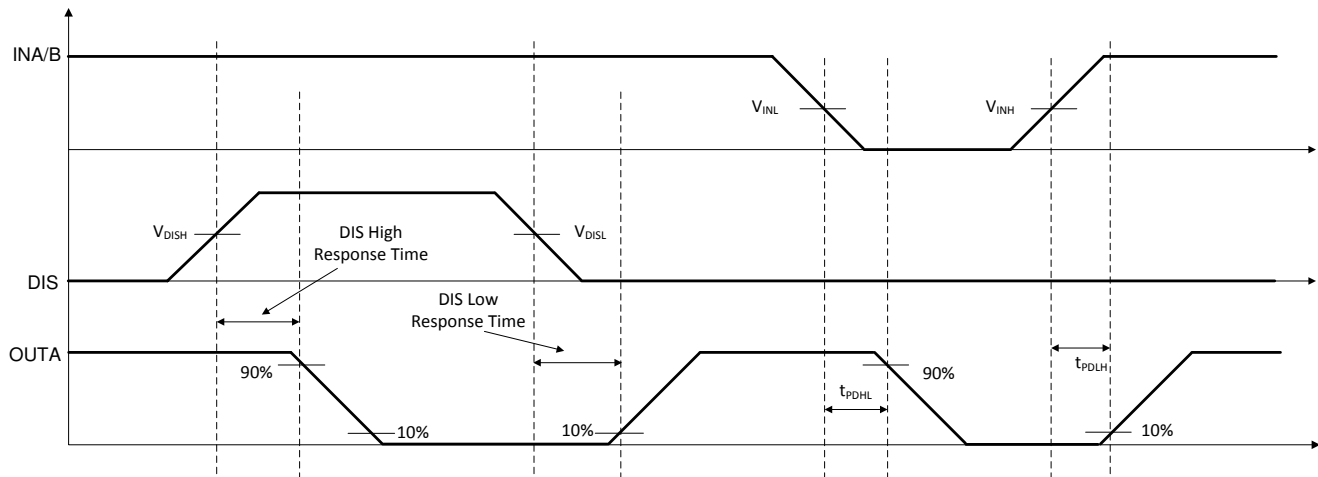 INA/B
V_INL
V_INH
V_DISH
DIS High
Response Time
V_DISL
DIS
DIS Low
Response Time
OUTA
90%
10%
10%
t_PDHL
90%
t_PDLH
10%